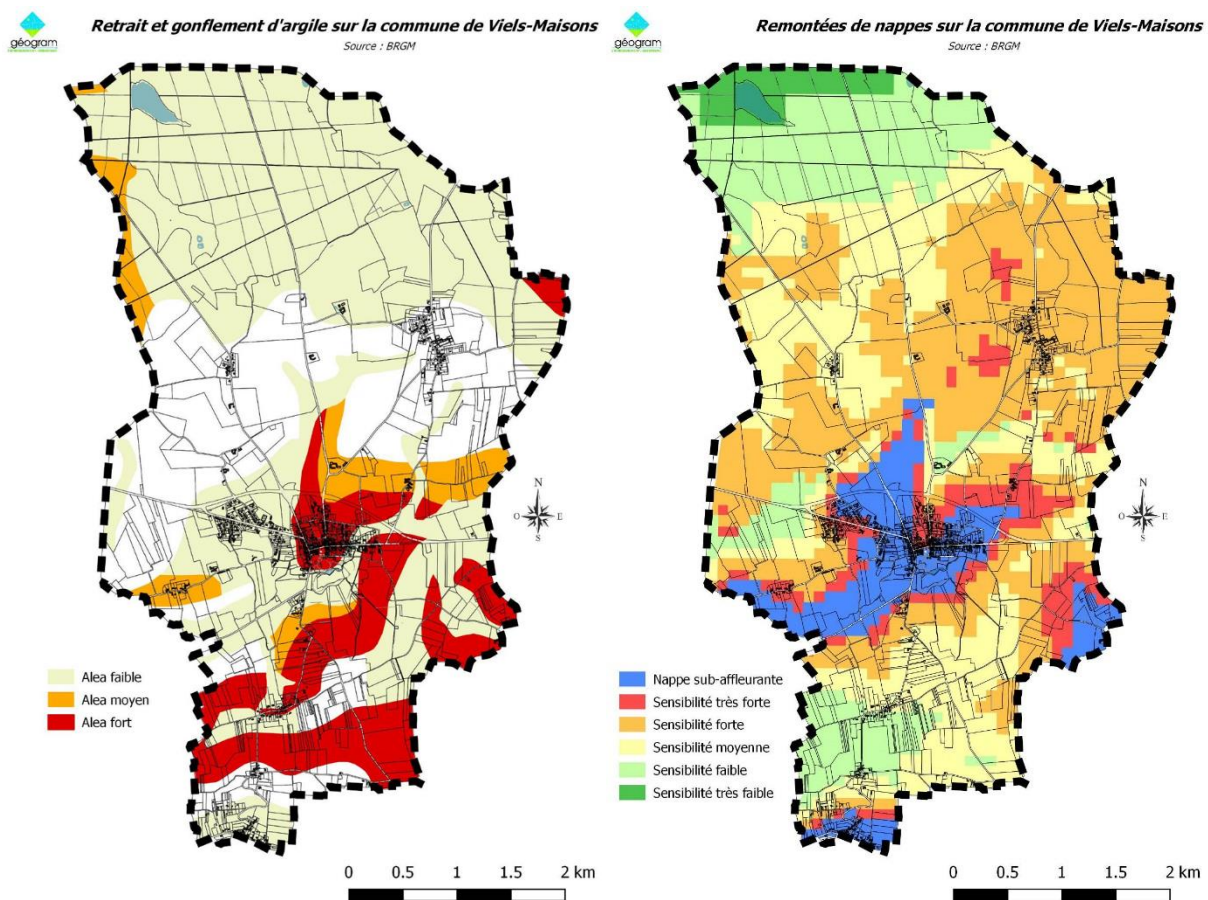 géogram
Retrait et gonflement d'argile sur la commune de Viels-Maisons
Source : BRGM
N
O E
S
Alea faible
Alea moyen
Alea fort
0 0.5 1 1.5 2 km
géogram
Remontées de nappes sur la commune de Viels-Maisons
Source : BRGM
N
O E
S
Nappe sub-affleurante
Sensibilité très forte
Sensibilité forte
Sensibilité moyenne
Sensibilité faible
Sensibilité très faible
0 0.5 1 1.5 2 km